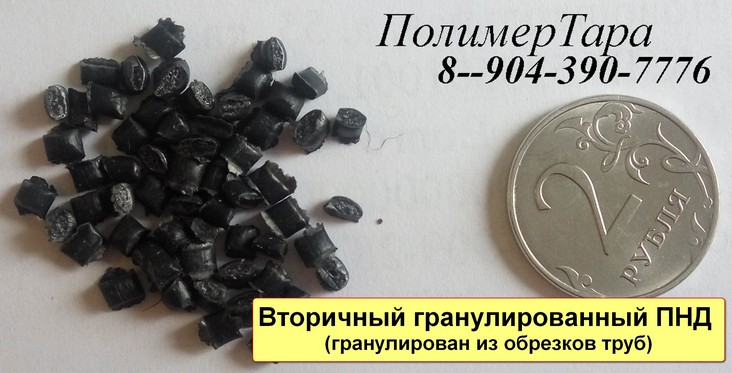 ПолимерТара
8--904-390-7776
2
РУБЛЯ
Вторичный гранулированный ПНД
(гранулирован из обрезков труб)